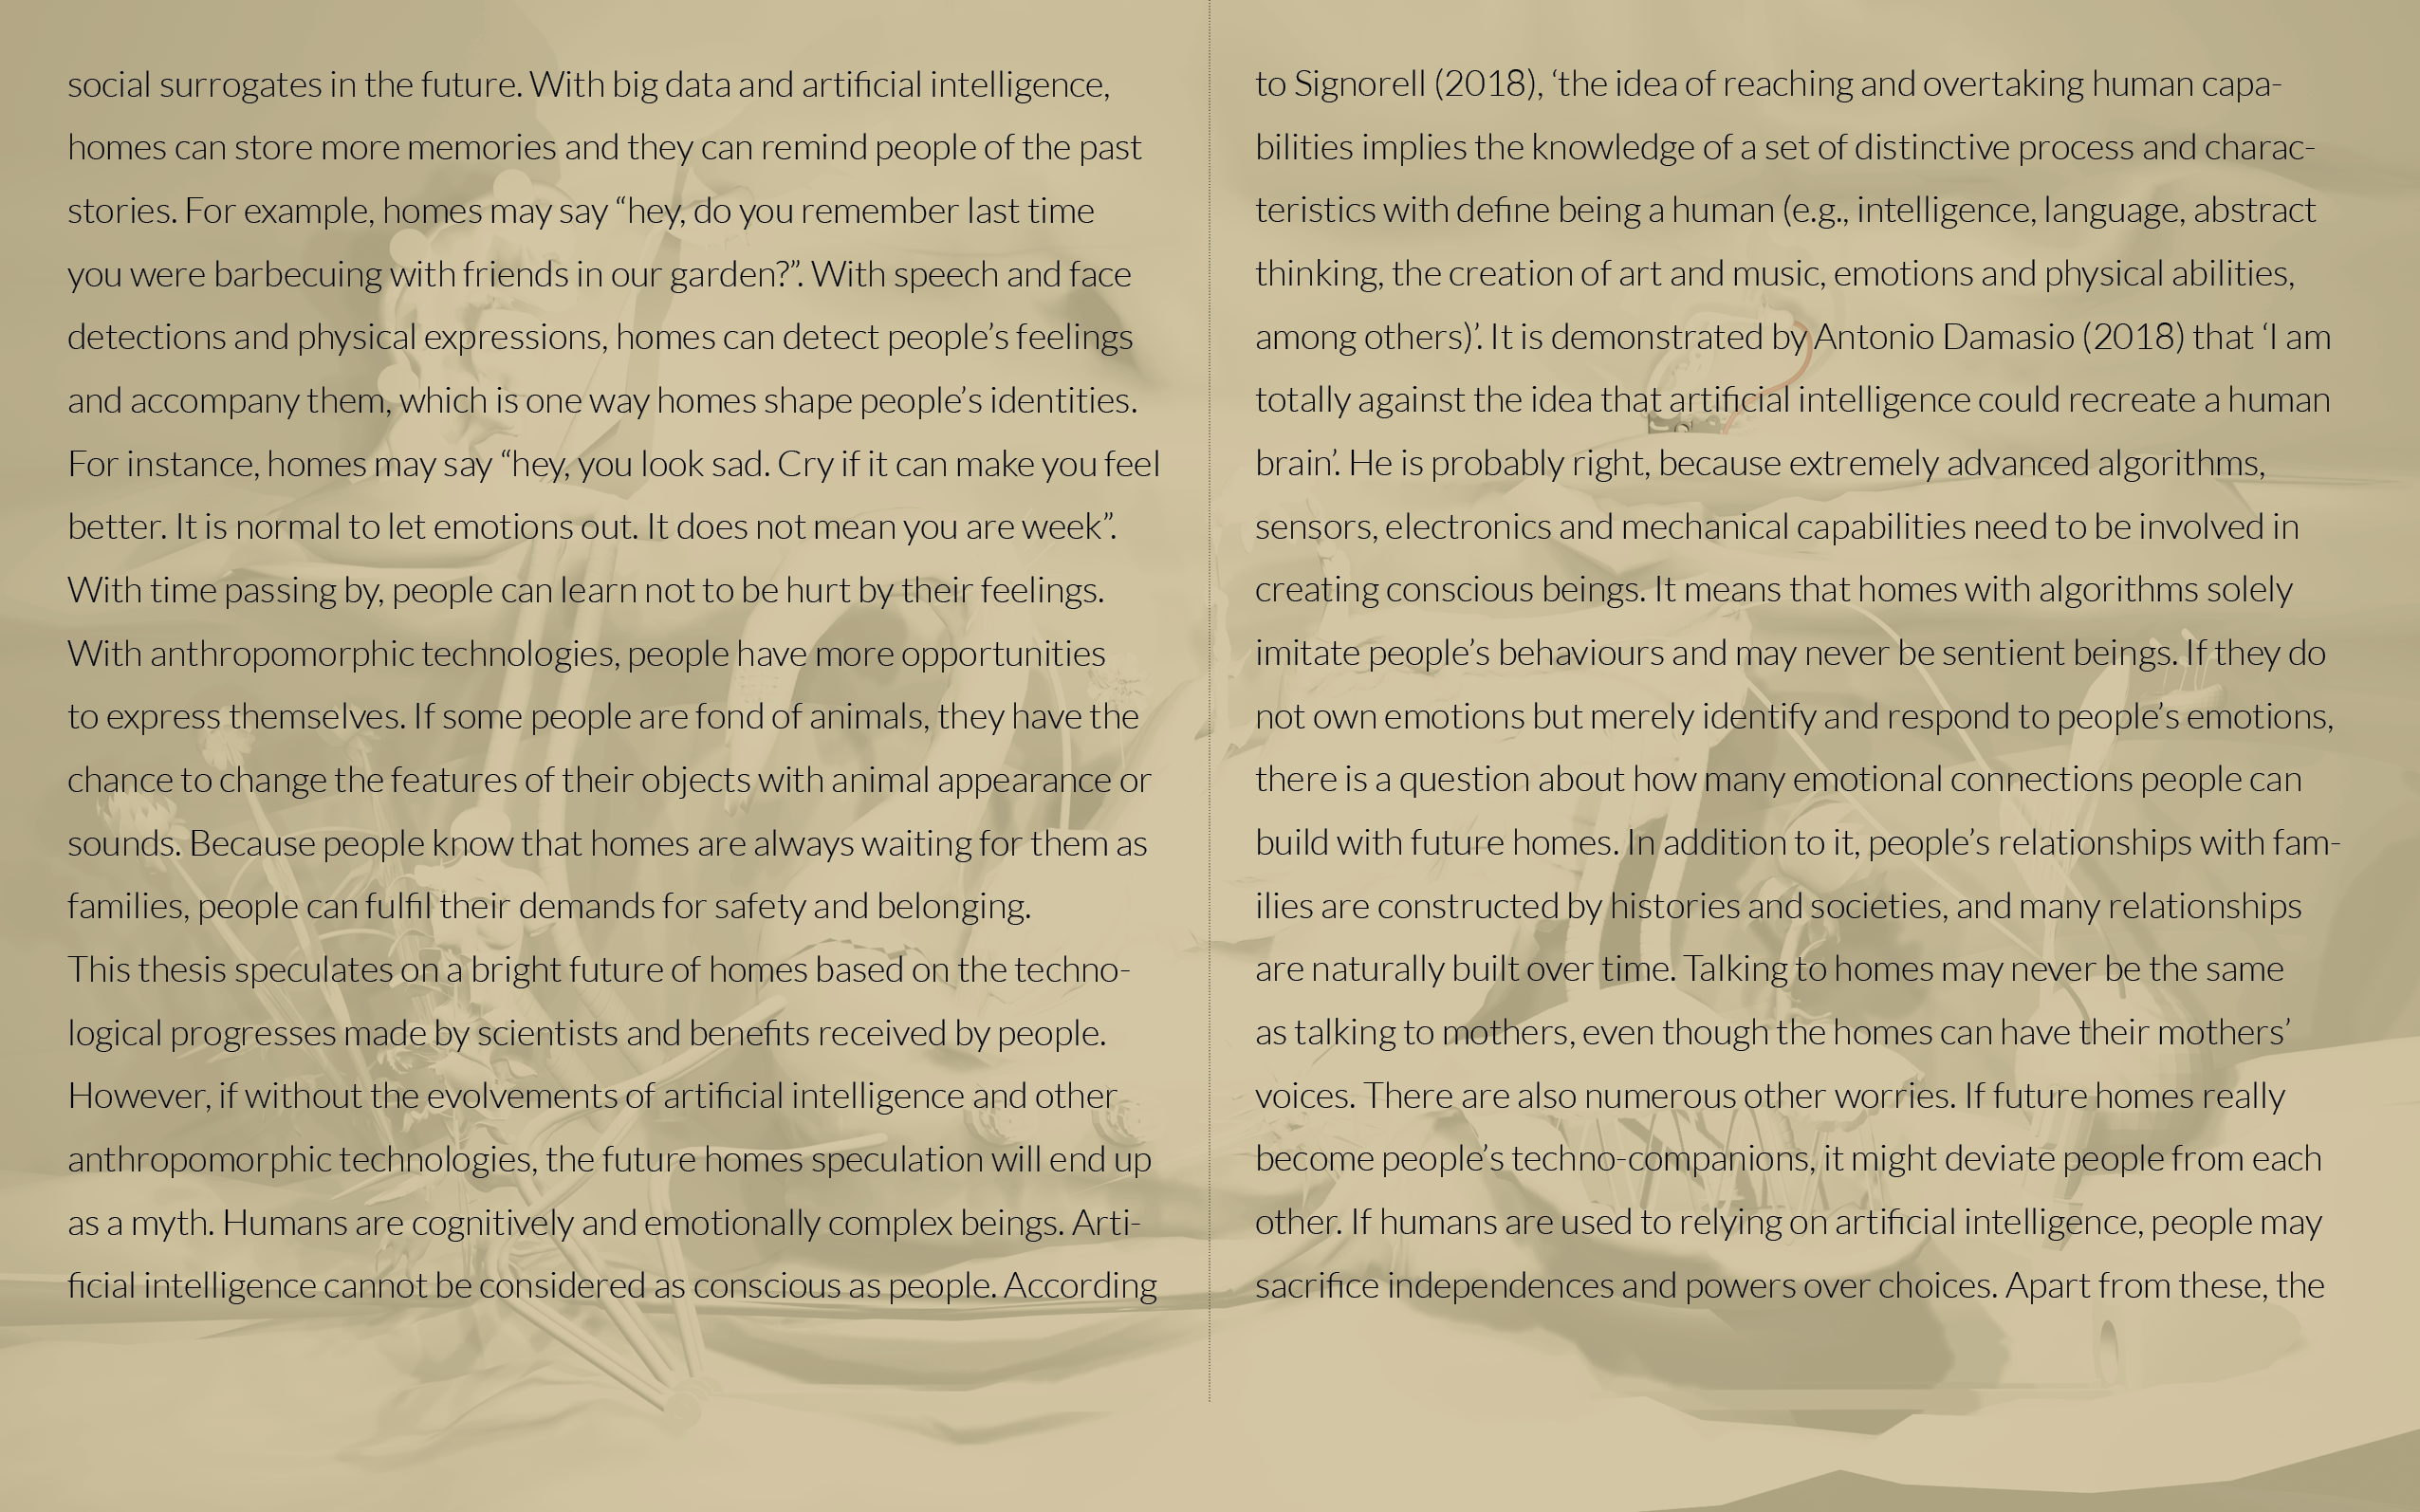 social surrogates in the future. With big data and artificial intelligence,
homes can store more memories and they can remind people of the past
stories. For example, homes may say “hey, do you remember last time
you were barbecuing with friends in our garden?”. With speech and face
detections and physical expressions, homes can detect people’s feelings
and accompany them, which is one way homes shape people’s identities.
For instance, homes may say “hey, you look sad. Cry if it can make you feel
better. It is normal to let emotions out. It does not mean you are week”.
With time passing by, people can learn not to be hurt by their feelings.
With anthropomorphic technologies, people have more opportunities
to express themselves. If some people are fond of animals, they have the
chance to change the features of their objects with animal appearance or
sounds. Because people know that homes are always waiting for them as
families, people can fulfil their demands for safety and belonging.
This thesis speculates on a bright future of homes based on the techno-
logical progresses made by scientists and benefits received by people.
However, if without the evolvements of artificial intelligence and other
anthropomorphic technologies, the future homes speculation will end up
as a myth. Humans are cognitively and emotionally complex beings. Arti-
ficial intelligence cannot be considered as conscious as people. According
to Signorell (2018), ‘the idea of reaching and overtaking human capa-
bilities implies the knowledge of a set of distinctive process and charac-
teristics with define being a human (e.g., intelligence, language, abstract
thinking, the creation of art and music, emotions and physical abilities,
among others)’. It is demonstrated by Antonio Damasio (2018) that ‘I am
totally against the idea that artificial intelligence could recreate a human
brain’. He is probably right, because extremely advanced algorithms,
sensors, electronics and mechanical capabilities need to be involved in
creating conscious beings. It means that homes with algorithms solely
imitate people’s behaviours and may never be sentient beings. If they do
not own emotions but merely identify and respond to people’s emotions,
there is a question about how many emotional connections people can
build with future homes. In addition to it, people’s relationships with fam-
ilies are constructed by histories and societies, and many relationships
are naturally built over time. Talking to homes may never be the same
as talking to mothers, even though the homes can have their mothers’
voices. There are also numerous other worries. If future homes really
become people’s techno-companions, it might deviate people from each
other. If humans are used to relying on artificial intelligence, people may
sacrifice independences and powers over choices. Apart from these, the